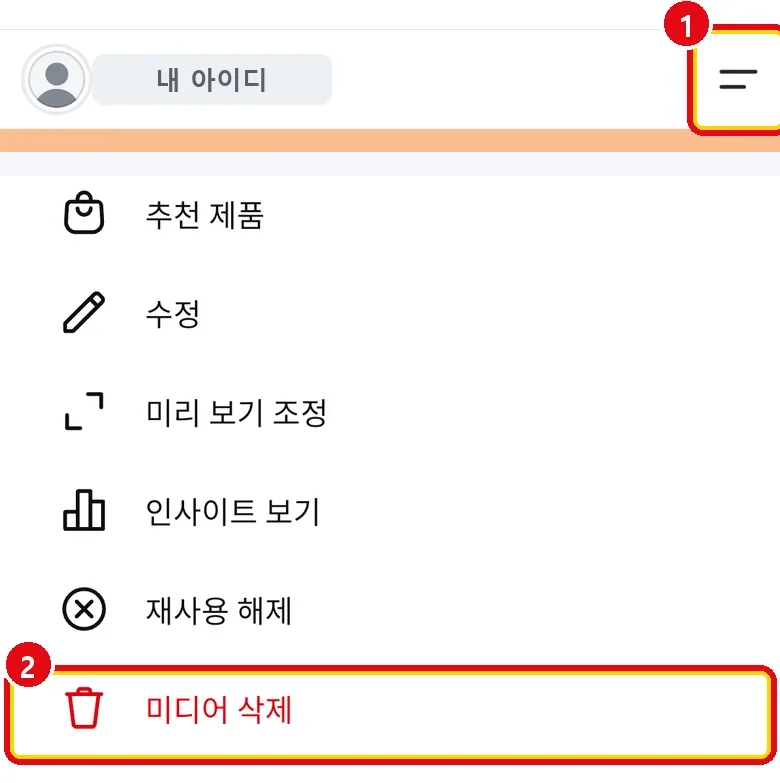 1
내 아이디
추천 제품
수정
미리 보기 조정
인사이트 보기
재사용 해제
2
미디어 삭제